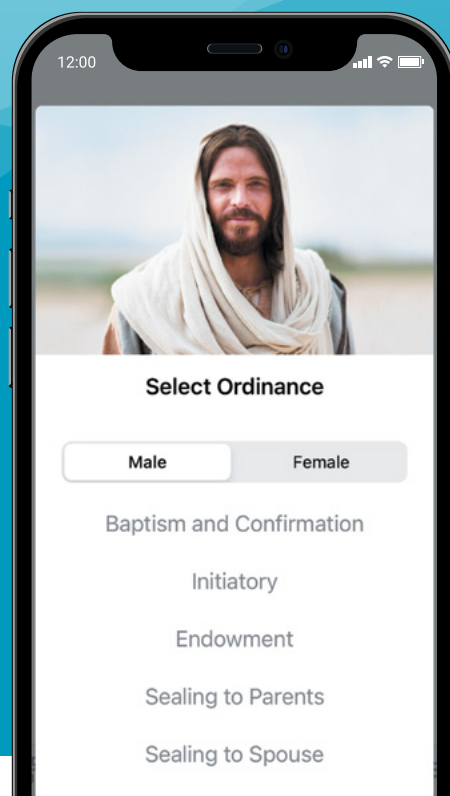 12:00
Select Ordinance
Male Female
Baptism and Confirmation
Initiatory
Endowment
Sealing to Parents
Sealing to Spouse